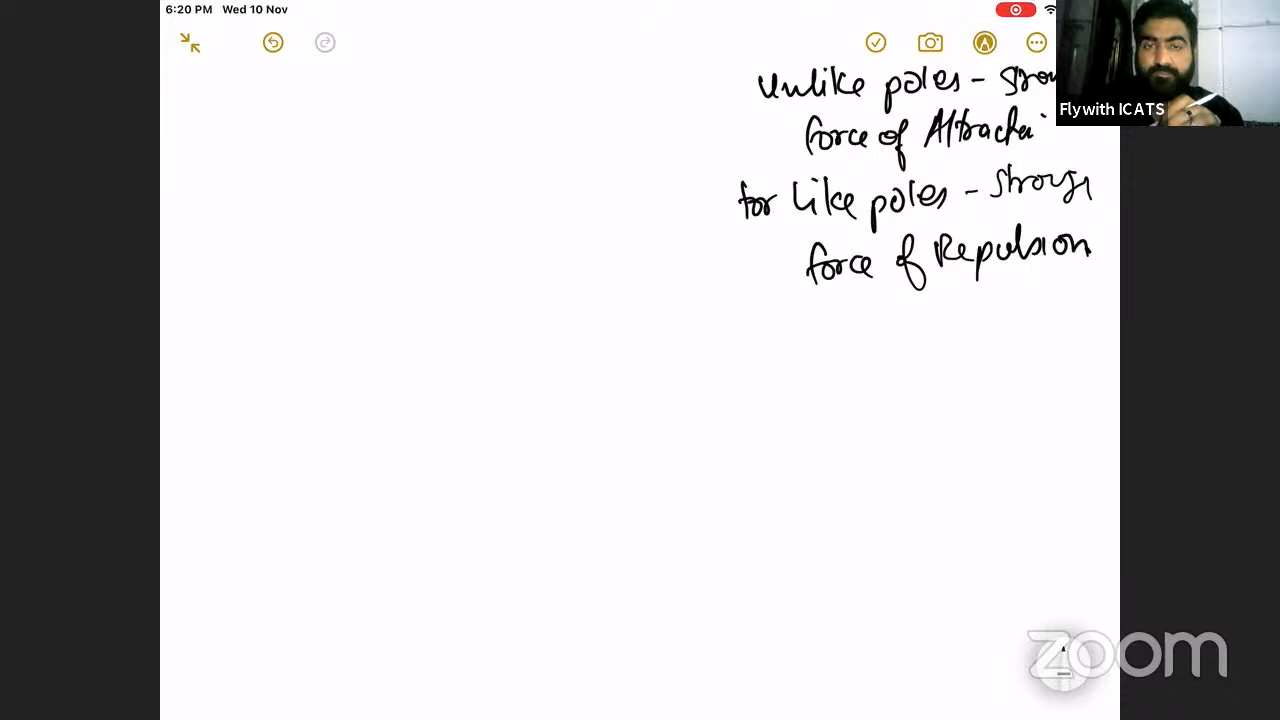 6:20 PM Wed 10 Nov
Unlike poles - Stron
force of Attractei
Flywith ICATS
for like poles - Strong
force of Repulsion
zoom